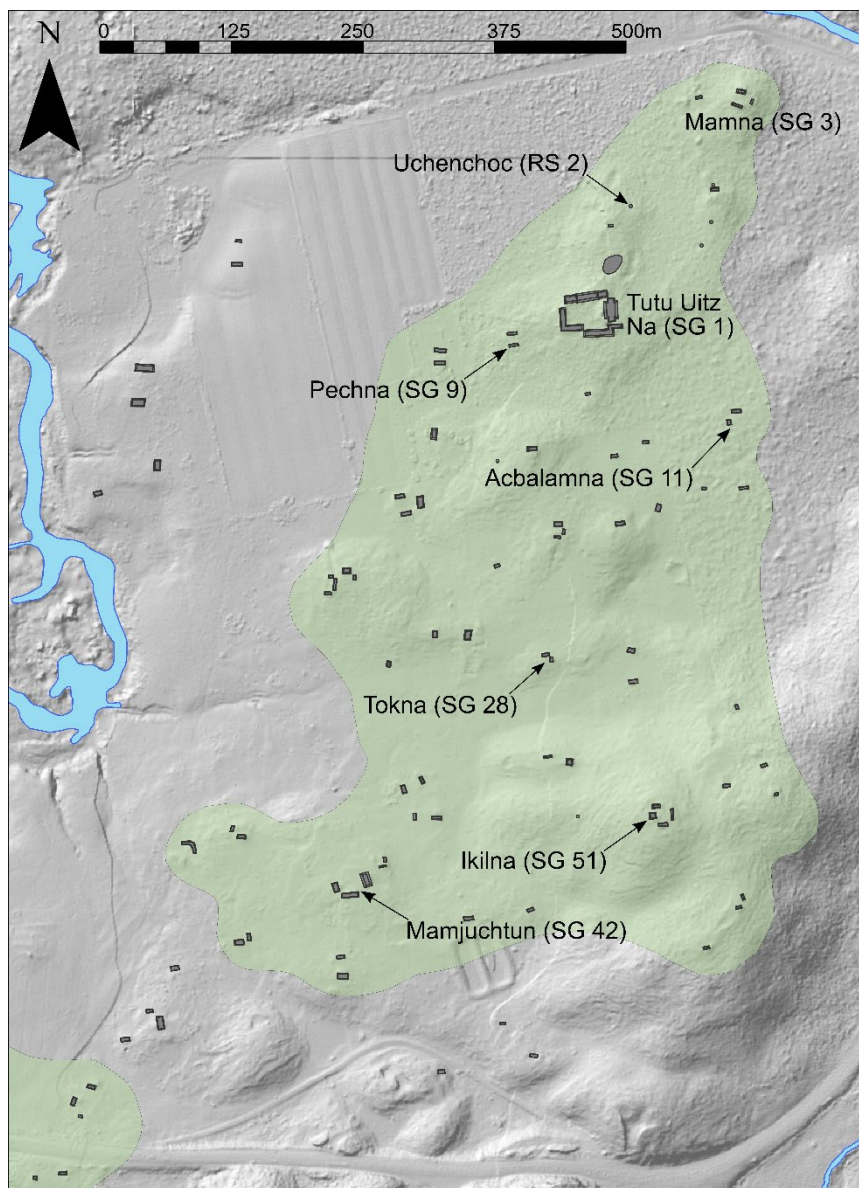 N
0 125 250 375 500m
Mamna (SG 3)
Uchenchoc (RS 2)
Tutu Uitz
Na (SG 1)
Pechna (SG 9)
Acbalamna (SG 11)
Tokna (SG 28)
Ikilna (SG 51)
Mamjuchtun (SG 42)